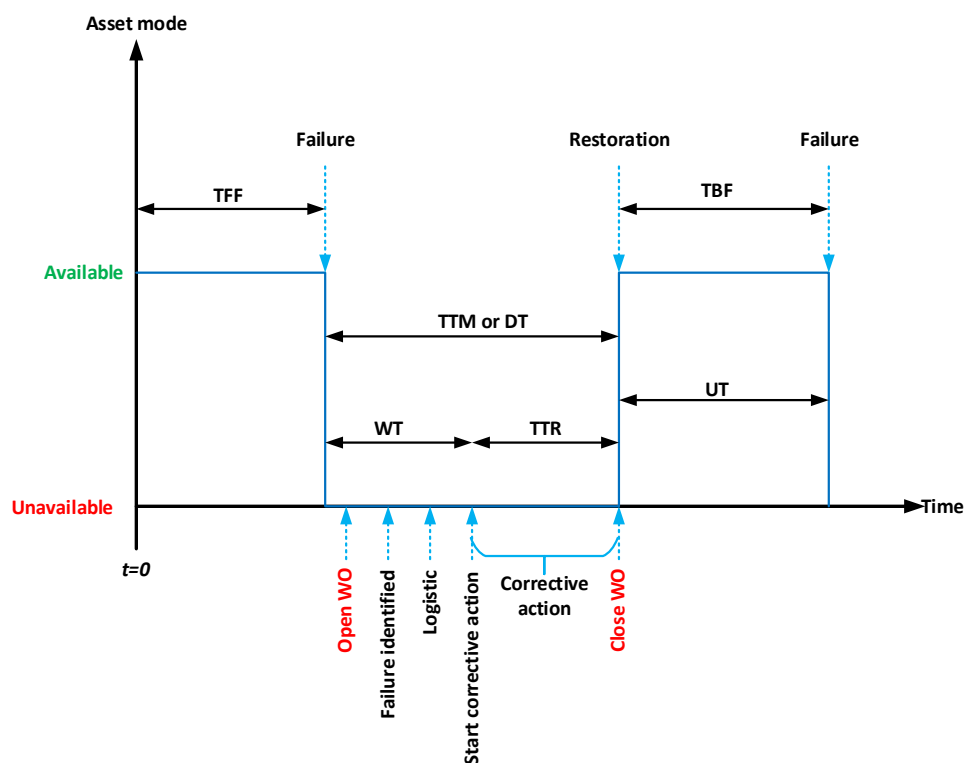 Asset mode
Failure
Restoration
Failure
TFF
TBF
Available
TTM or DT
UT
WT
TTR
Unavailable
Time
t=0
Open WO
Failure identified
Logistic
Start corrective action
Corrective
action
Close WO